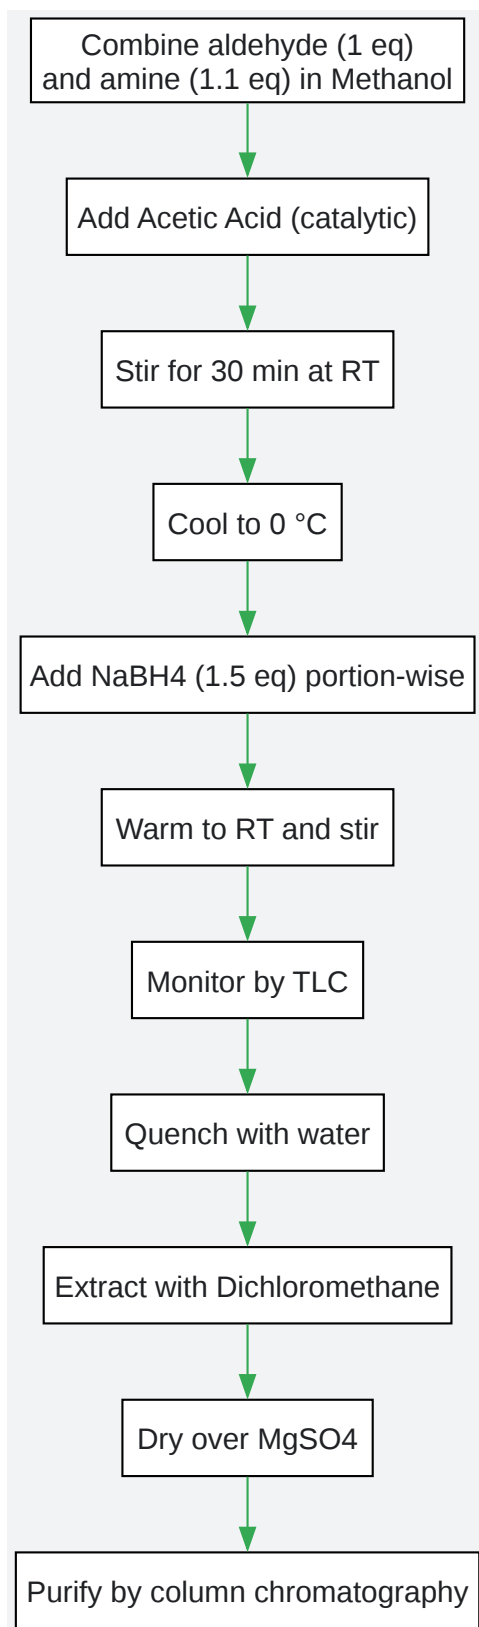 Combine aldehyde (1 eq)
and amine (1.1 eq) in Methanol
Add Acetic Acid (catalytic)
Stir for 30 min at RT
Cool to 0 °C
Add NaBH4 (1.5 eq) portion-wise
Warm to RT and stir
Monitor by TLC
Quench with water
Extract with Dichloromethane
Dry over MgSO4
Purify by column chromatography